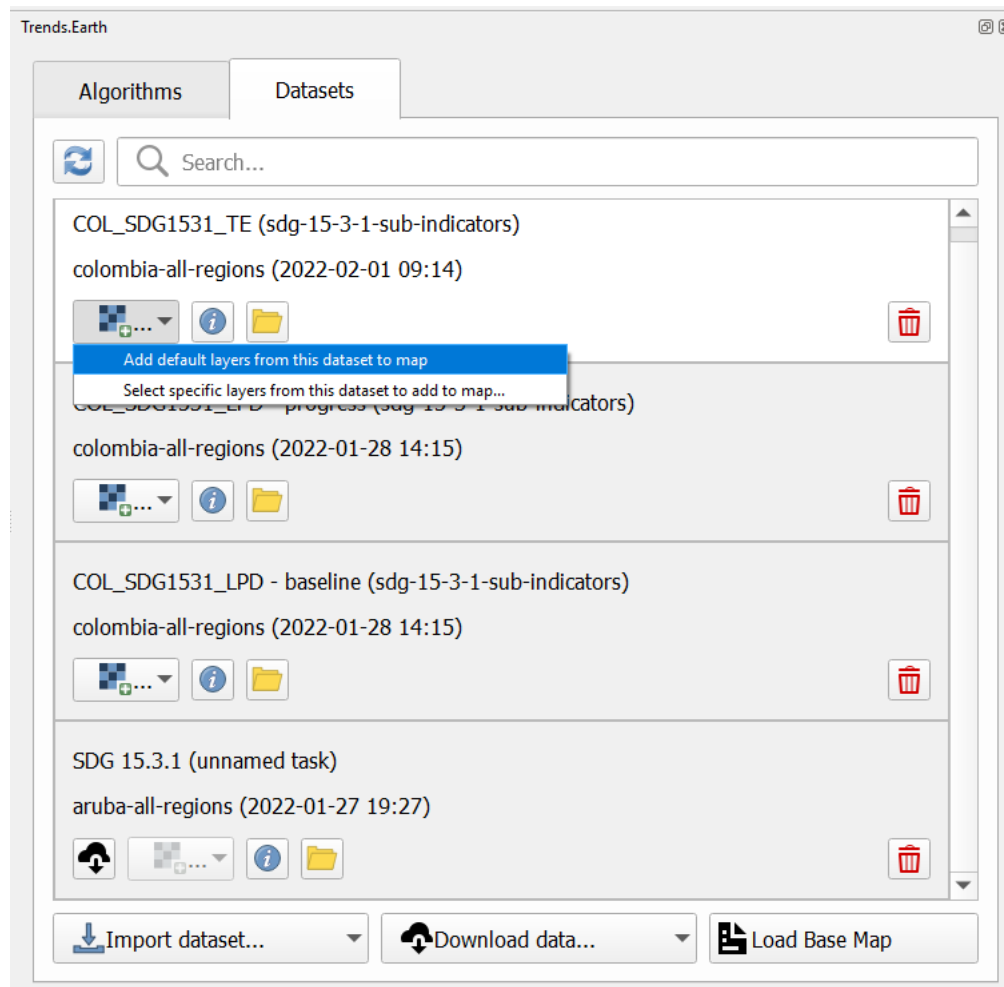 Trends.Earth
Algorithms
Datasets
Search...
COL_SDG1531_TE (sdg-15-3-1-sub-indicators)
colombia-all-regions (2022-02-01 09:14)
...
Add default layers from this dataset to map
Select specific layers from this dataset to add to map...
COL_SDG1531_LPD - progress (sdg-15-3-1-sub-indicators)
colombia-all-regions (2022-01-28 14:15)
...
COL_SDG1531_LPD - baseline (sdg-15-3-1-sub-indicators)
colombia-all-regions (2022-01-28 14:15)
...
SDG 15.3.1 (unnamed task)
aruba-all-regions (2022-01-27 19:27)
...
Import dataset...
Download data...
Load Base Map